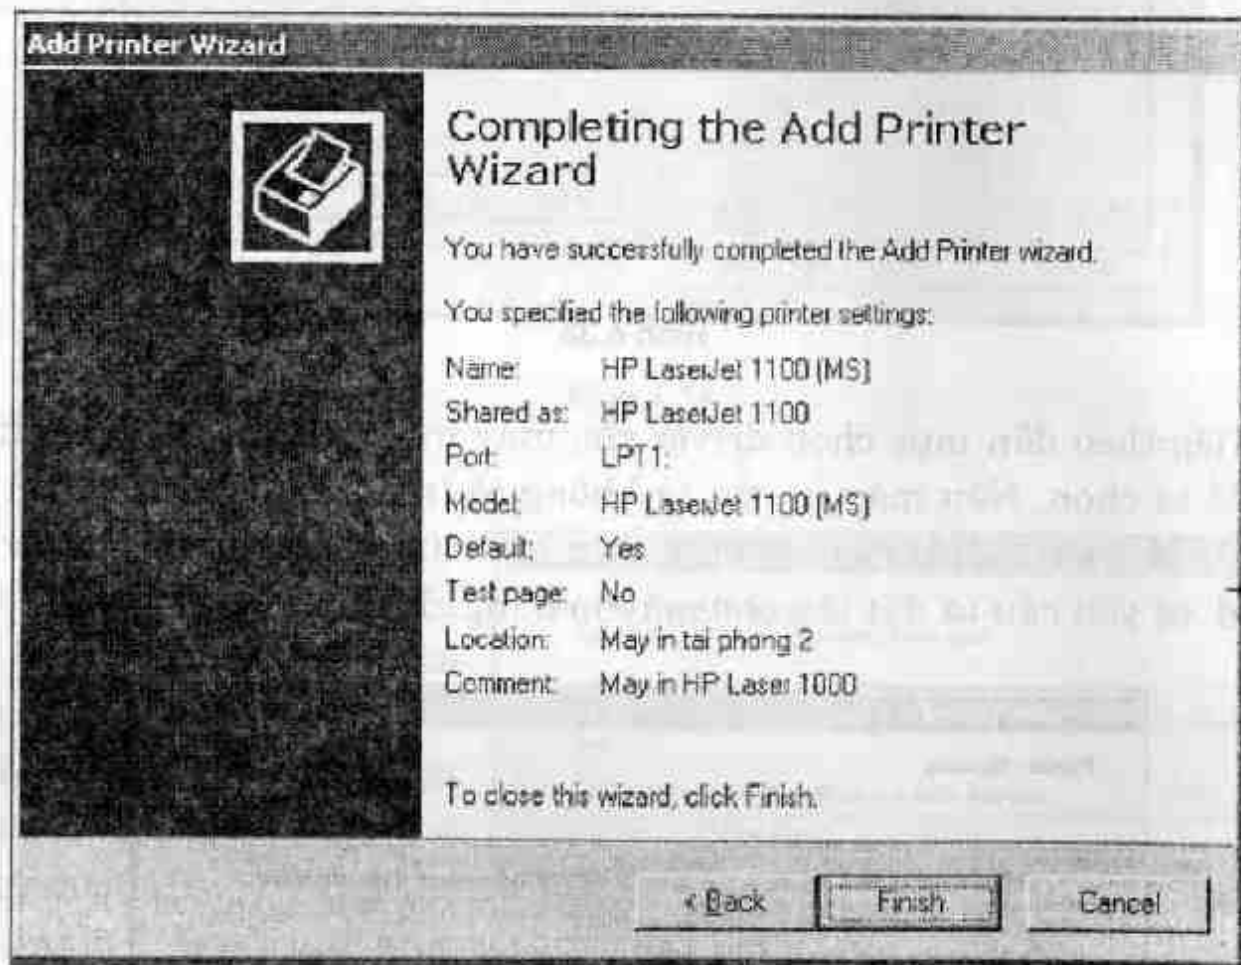 Add Printer Wizard
Completing the Add Printer
Wizard
You have successfully completed the Add Printer wizard.
You specified the following printer settings:
Name: HP LaserJet 1100 (MS)
Shared as: HP LaserJet 1100
Port: LPT1:
Model: HP LaserJet 1100 (MS)
Default: Yes
Test page: No
Location: May in tai phong 2
Comment: May in HP Laser 1000
To close this wizard, click Finish.
< Back
Finish
Cancel